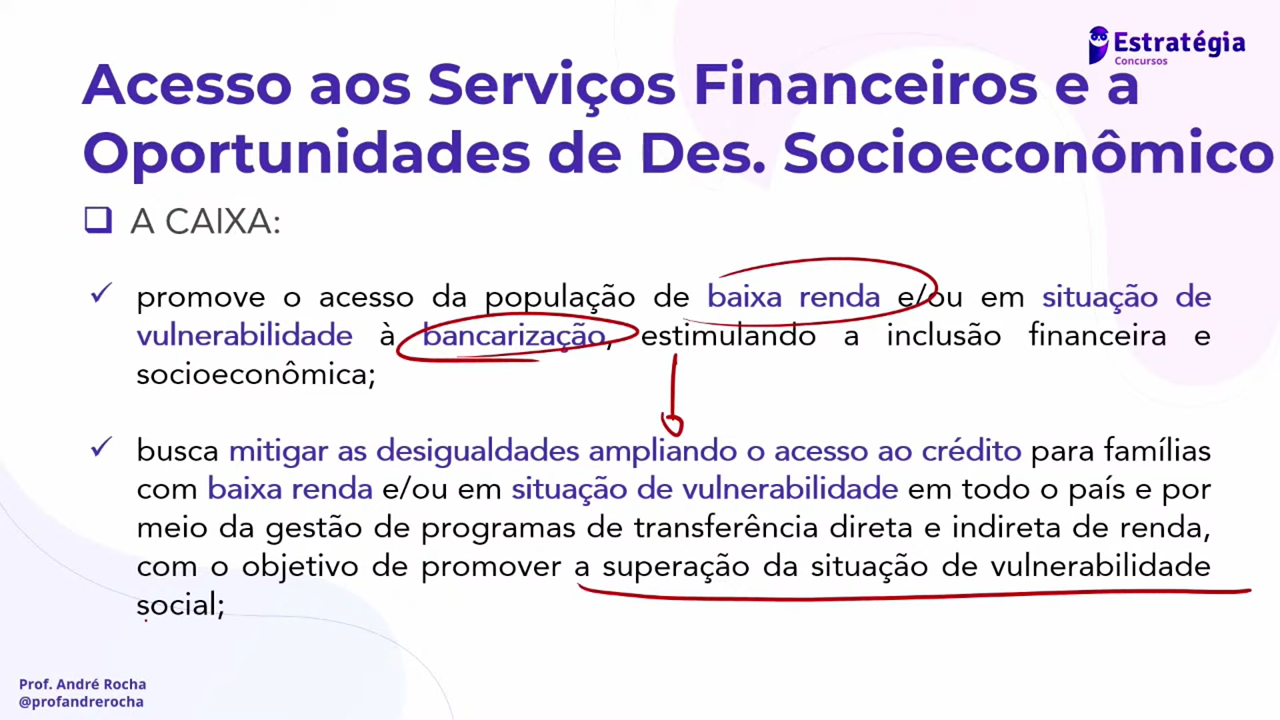 Estratégia
Concursos
Acesso aos Serviços Financeiros e a
Oportunidades de Des. Socioeconômico
A CAIXA:
promove o acesso da população de baixa renda e/ou em situação de
vulnerabilidade à bancarização, estimulando a inclusão financeira e
socioeconômica;
busca mitigar as desigualdades ampliando o acesso ao crédito para famílias
com baixa renda e/ou em situação de vulnerabilidade em todo o país e por
meio da gestão de programas de transferência direta e indireta de renda,
com o objetivo de promover a superação da situação de vulnerabilidade
social;
Prof. André Rocha
@profandrerocha